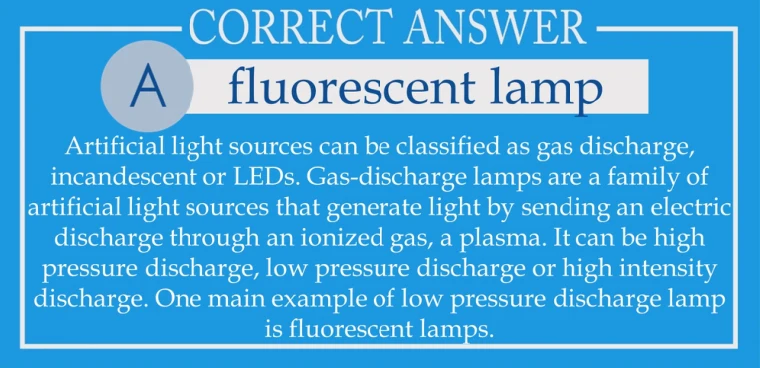 CORRECT ANSWER
A fluorescent lamp
Artificial light sources can be classified as gas discharge,
incandescent or LEDs. Gas-discharge lamps are a family of
artificial light sources that generate light by sending an electric
discharge through an ionized gas, a plasma. It can be high
pressure discharge, low pressure discharge or high intensity
discharge. One main example of low pressure discharge lamp
is fluorescent lamps.